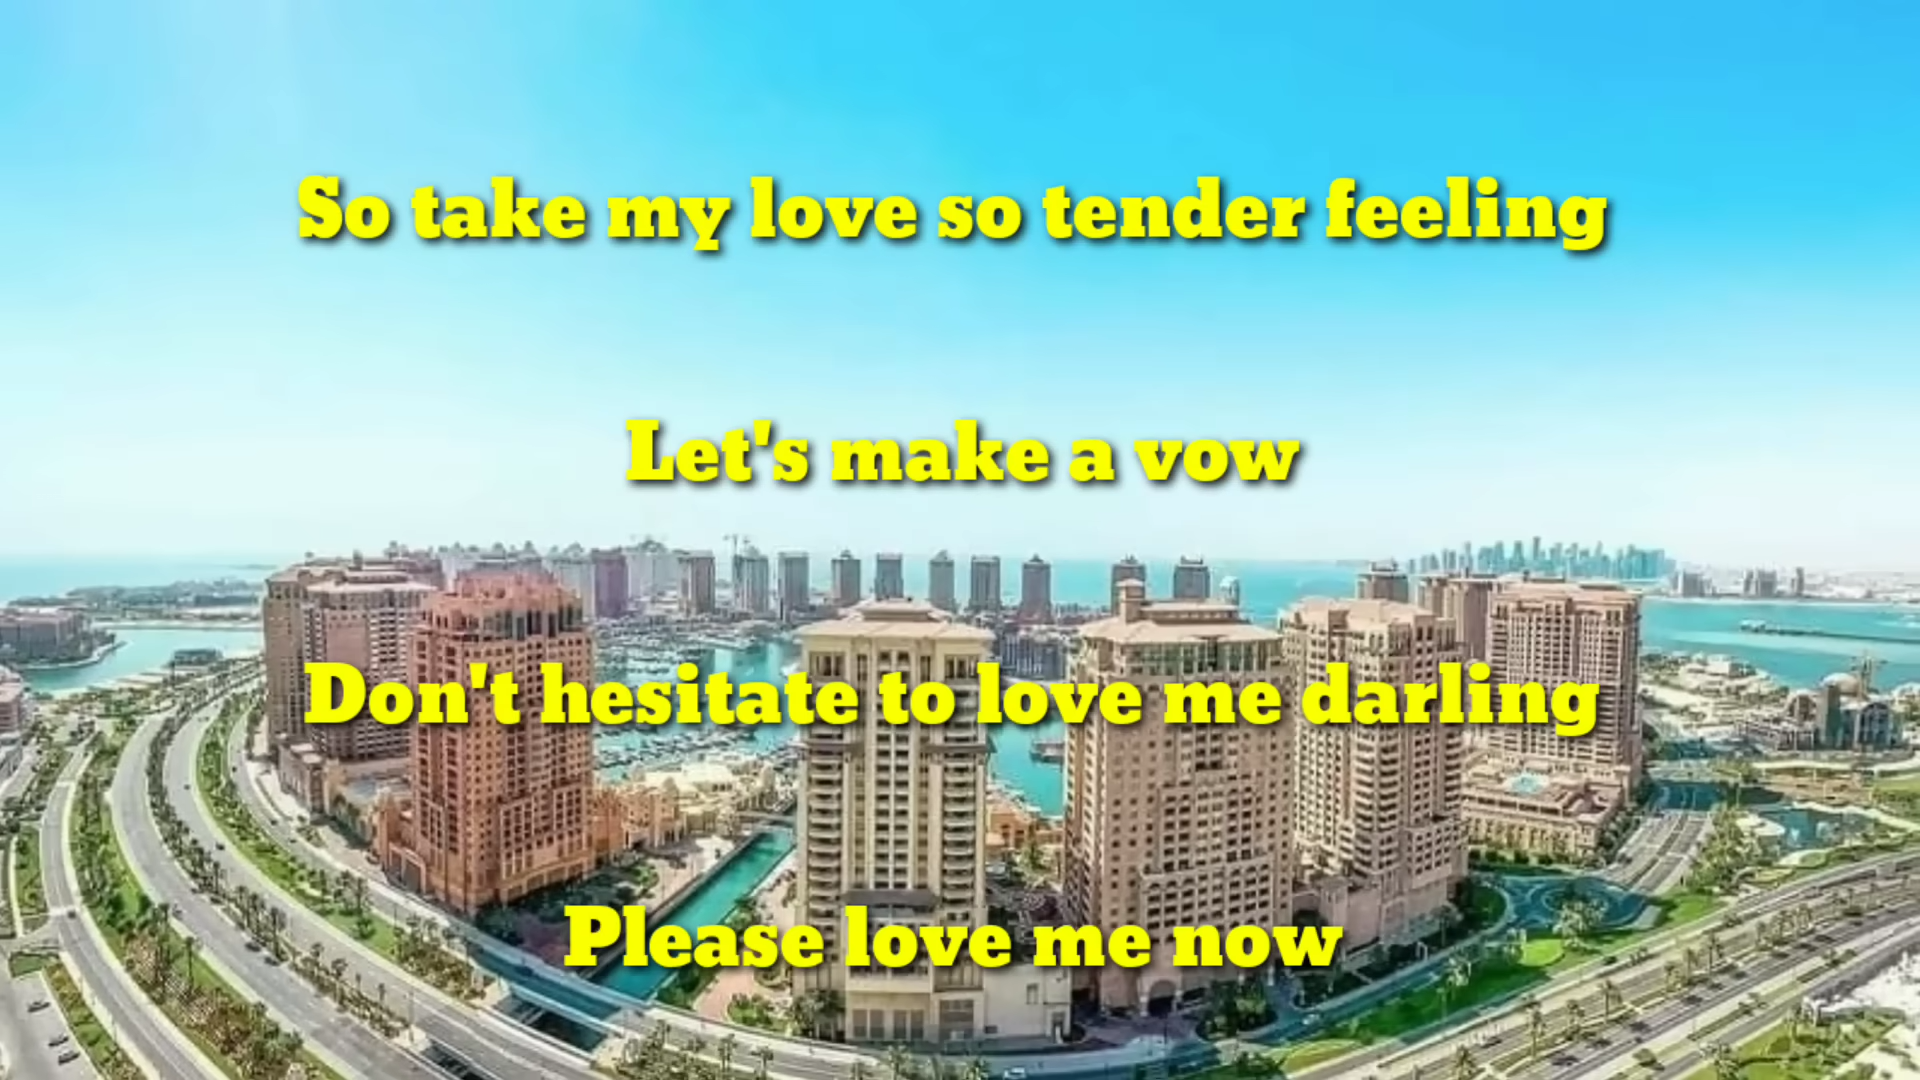 So take my love so tender feeling
Let's make a vow
Don't hesitate to love me darling
Please love me now